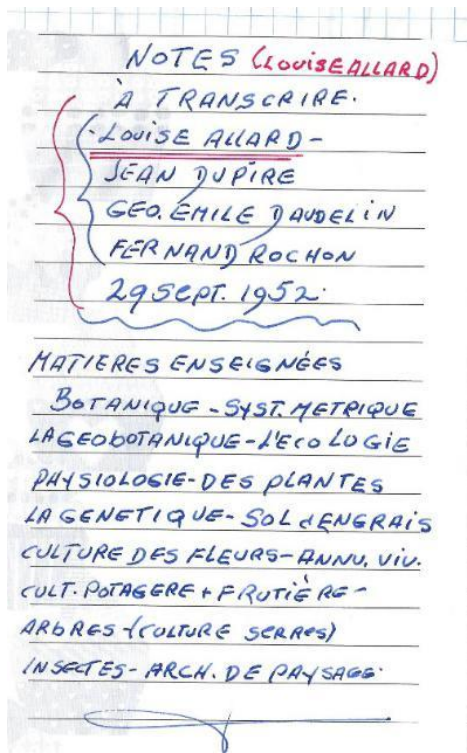 NOTES (LOUISE ALLARD)
À TRANSCRIRE.
-LOUISE ALLARD-
JEAN DUPIRE
GEO. ÉMILE DAUDELIN
FERNAND ROCHON
29 SEPT. 1952.
MATIERES ENSEIGNÉES
BOTANIQUE - SYST. METRIQUE
LA GEOBOTANIQUE - L'ECOLOGIE
PHYSIOLOGIE - DES PLANTES
LA GENETIQUE - SOL & ENGRAIS
CULTURE DES FLEURS - ANNU. VIV.
CULT. POTAGERE + FRUTIÈRE -
ARBRES + (CULTURE SERRES)
INSECTES - ARCH. DE PAYSAGE.